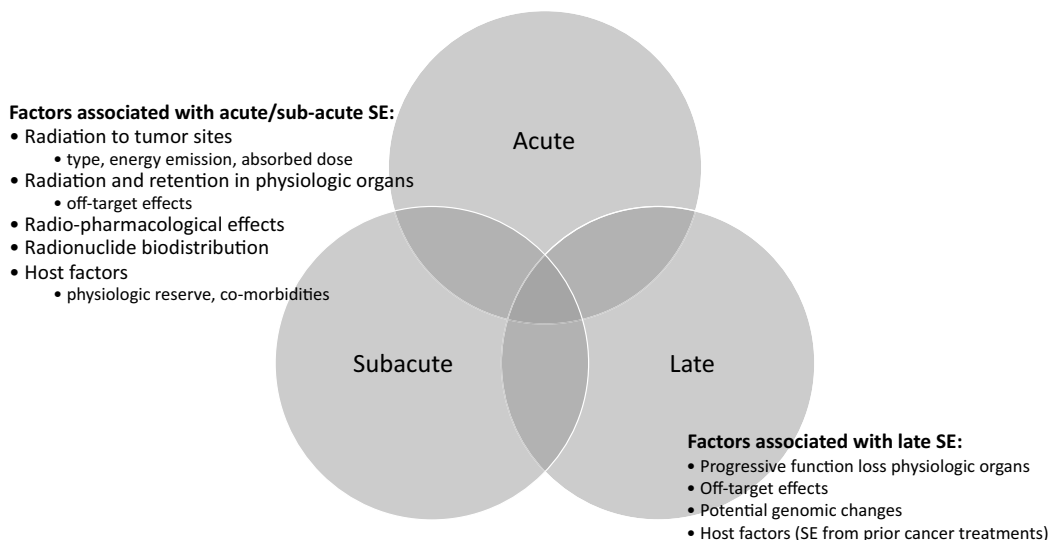 Acute
Factors associated with acute/sub-acute SE:
• Radiation to tumor sites
• type, energy emission, absorbed dose
• Radiation and retention in physiologic organs
• off-target effects
• Radio-pharmacological effects
• Radionuclide biodistribution
• Host factors
• physiologic reserve, co-morbidities
Subacute
Late
Factors associated with late SE:
• Progressive function loss physiologic organs
• Off-target effects
• Potential genomic changes
• Host factors (SE from prior cancer treatments)